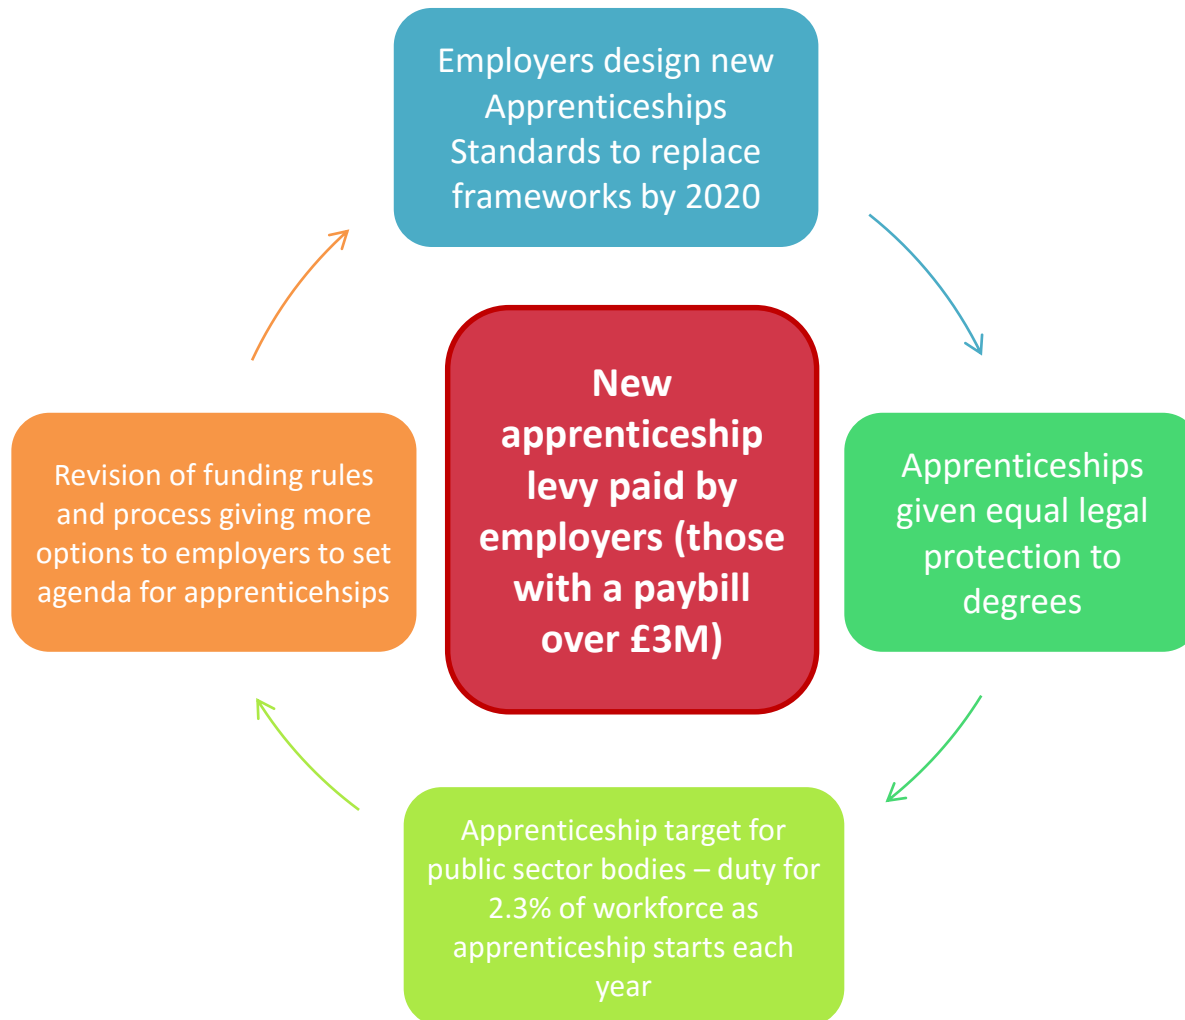 Employers design new
Apprenticeships
Standards to replace
frameworks by 2020
New
apprenticeship
levy paid by
employers (those
with a paybill
over £3M)
Apprenticeships
given equal legal
protection to
degrees
Apprenticeship target for
public sector bodies – duty for
2.3% of workforce as
apprenticeship starts each
year
Revision of funding rules
and process giving more
options to employers to set
agenda for apprenticehsips